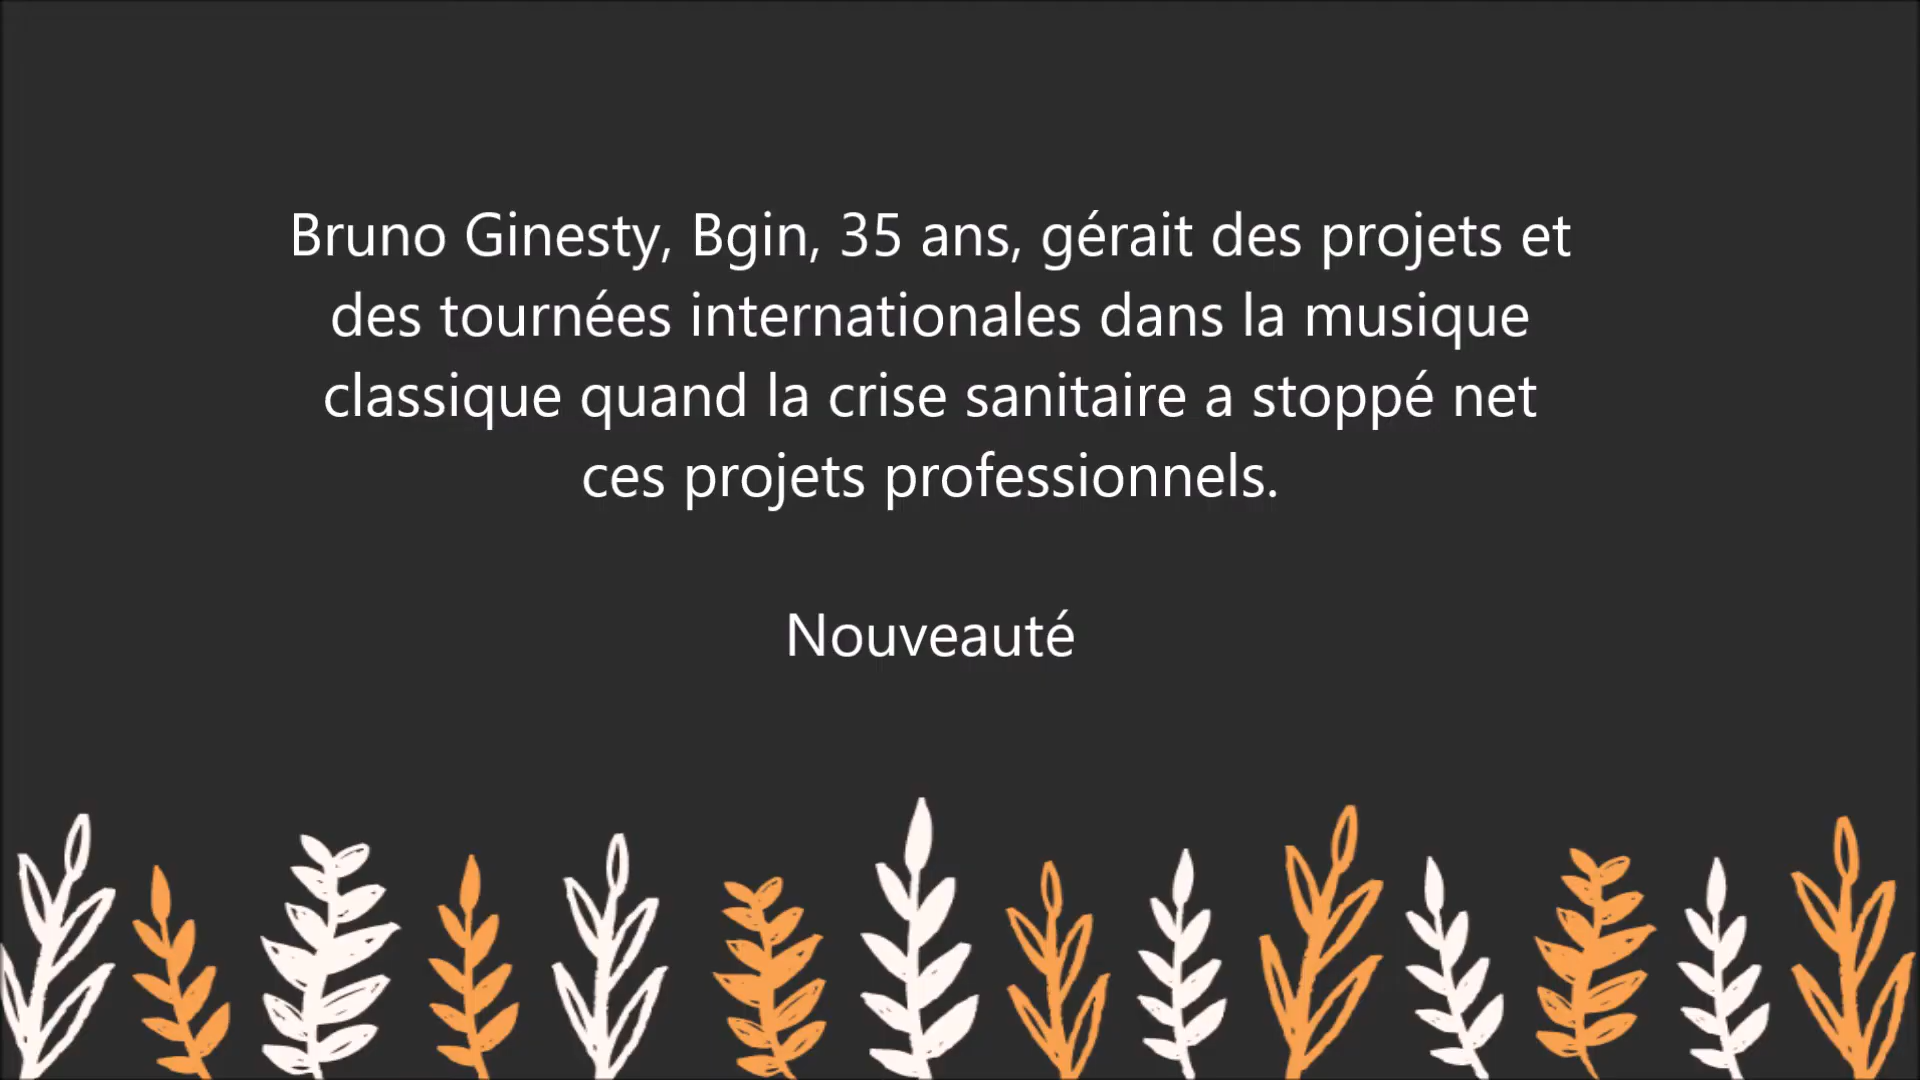 Bruno Ginesty, Bgin, 35 ans, gérait des projets et
des tournées internationales dans la musique
classique quand la crise sanitaire a stoppé net
ces projets professionnels.
Nouveauté